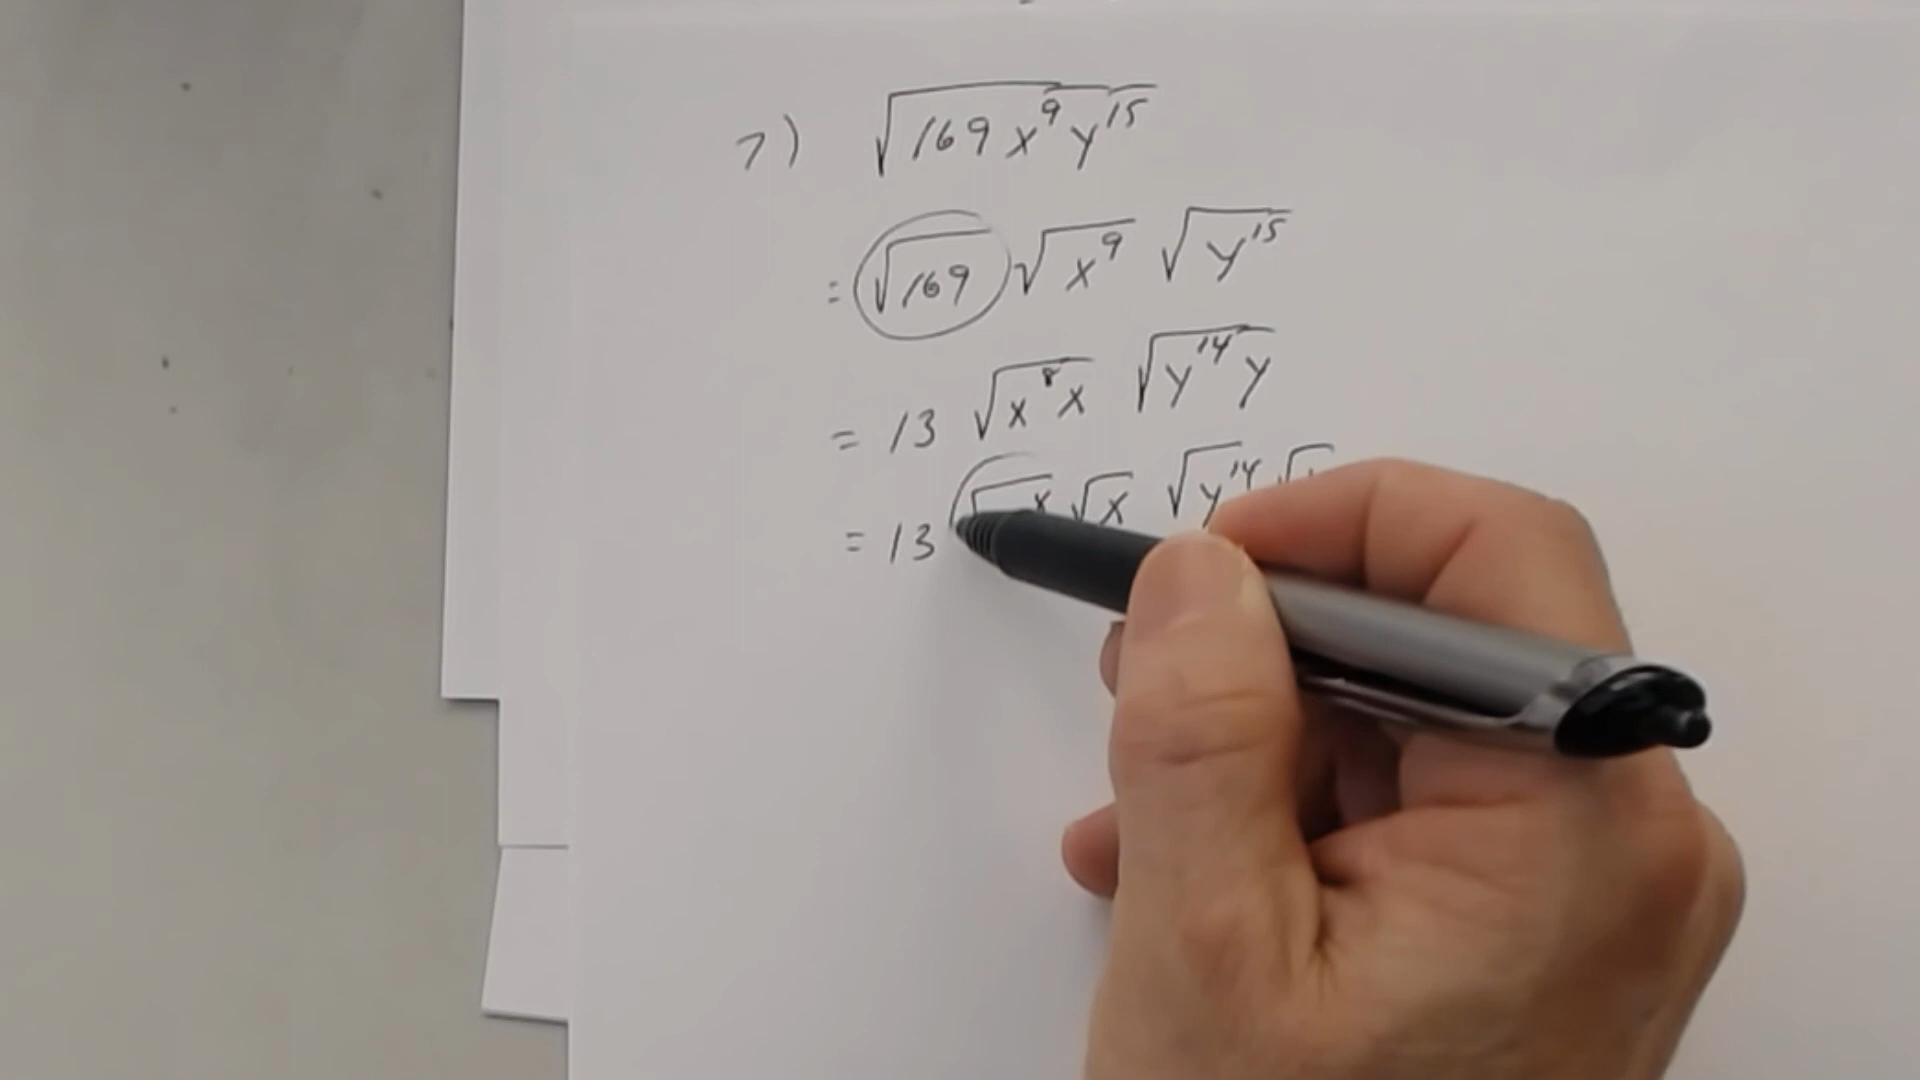 7) √169x⁹y¹⁵
= √169 √x⁹ √y¹⁵
= 13 √x⁸x √y¹⁴y
= 13 √x √y¹⁴